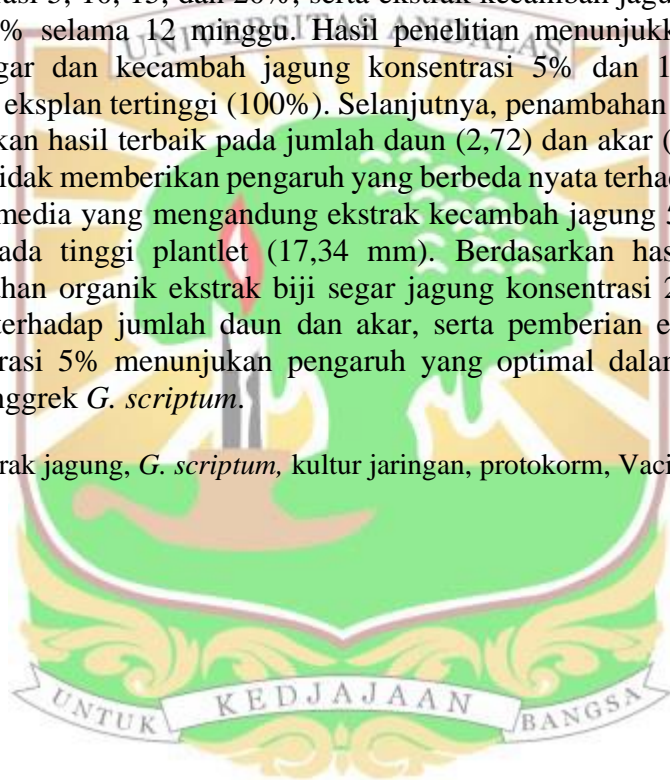 rasi 5, 10, 15, dan 20%, serta ekstrak kecambah jagu
% selama 12 minggu. Hasil penelitian menunjukk
UNIVERSITAS ANDALAS
gar dan kecambah jagung konsentrasi 5% dan 1
eksplan tertinggi (100%). Selanjutnya, penambahan
kan hasil terbaik pada jumlah daun (2,72) dan akar (
idak memberikan pengaruh yang berbeda nyata terha
media yang mengandung ekstrak kecambah jagung 5
ada tinggi plantlet (17,34 mm). Berdasarkan has
han organik ekstrak biji segar jagung konsentrasi 2
terhadap jumlah daun dan akar, serta pemberian e
rasi 5% menunjukan pengaruh yang optimal dalam
nggrek G. scriptum.
rak jagung, G. scriptum, kultur jaringan, protokorm, Vaci
UNTUK KEDJAJAAN BANGSA